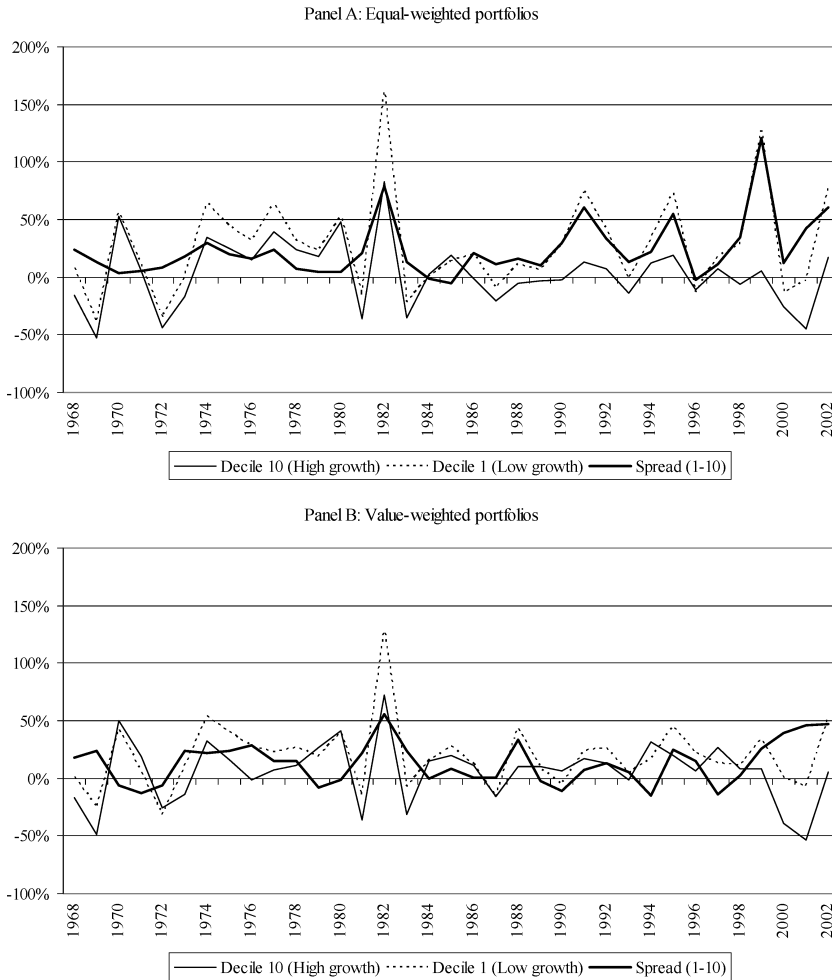 Panel A: Equal-weighted portfolios
200%
150%
100%
50%
0%
-50%
-100%
1968 1970 1972 1974 1976 1978 1980 1982 1984 1986 1988 1990 1992 1994 1996 1998 2000 2002
Decile 10 (High growth) Decile 1 (Low growth) Spread (1-10)
Panel B: Value-weighted portfolios
200%
150%
100%
50%
0%
-50%
-100%
1968 1970 1972 1974 1976 1978 1980 1982 1984 1986 1988 1990 1992 1994 1996 1998 2000 2002
Decile 10 (High growth) Decile 1 (Low growth) Spread (1-10)